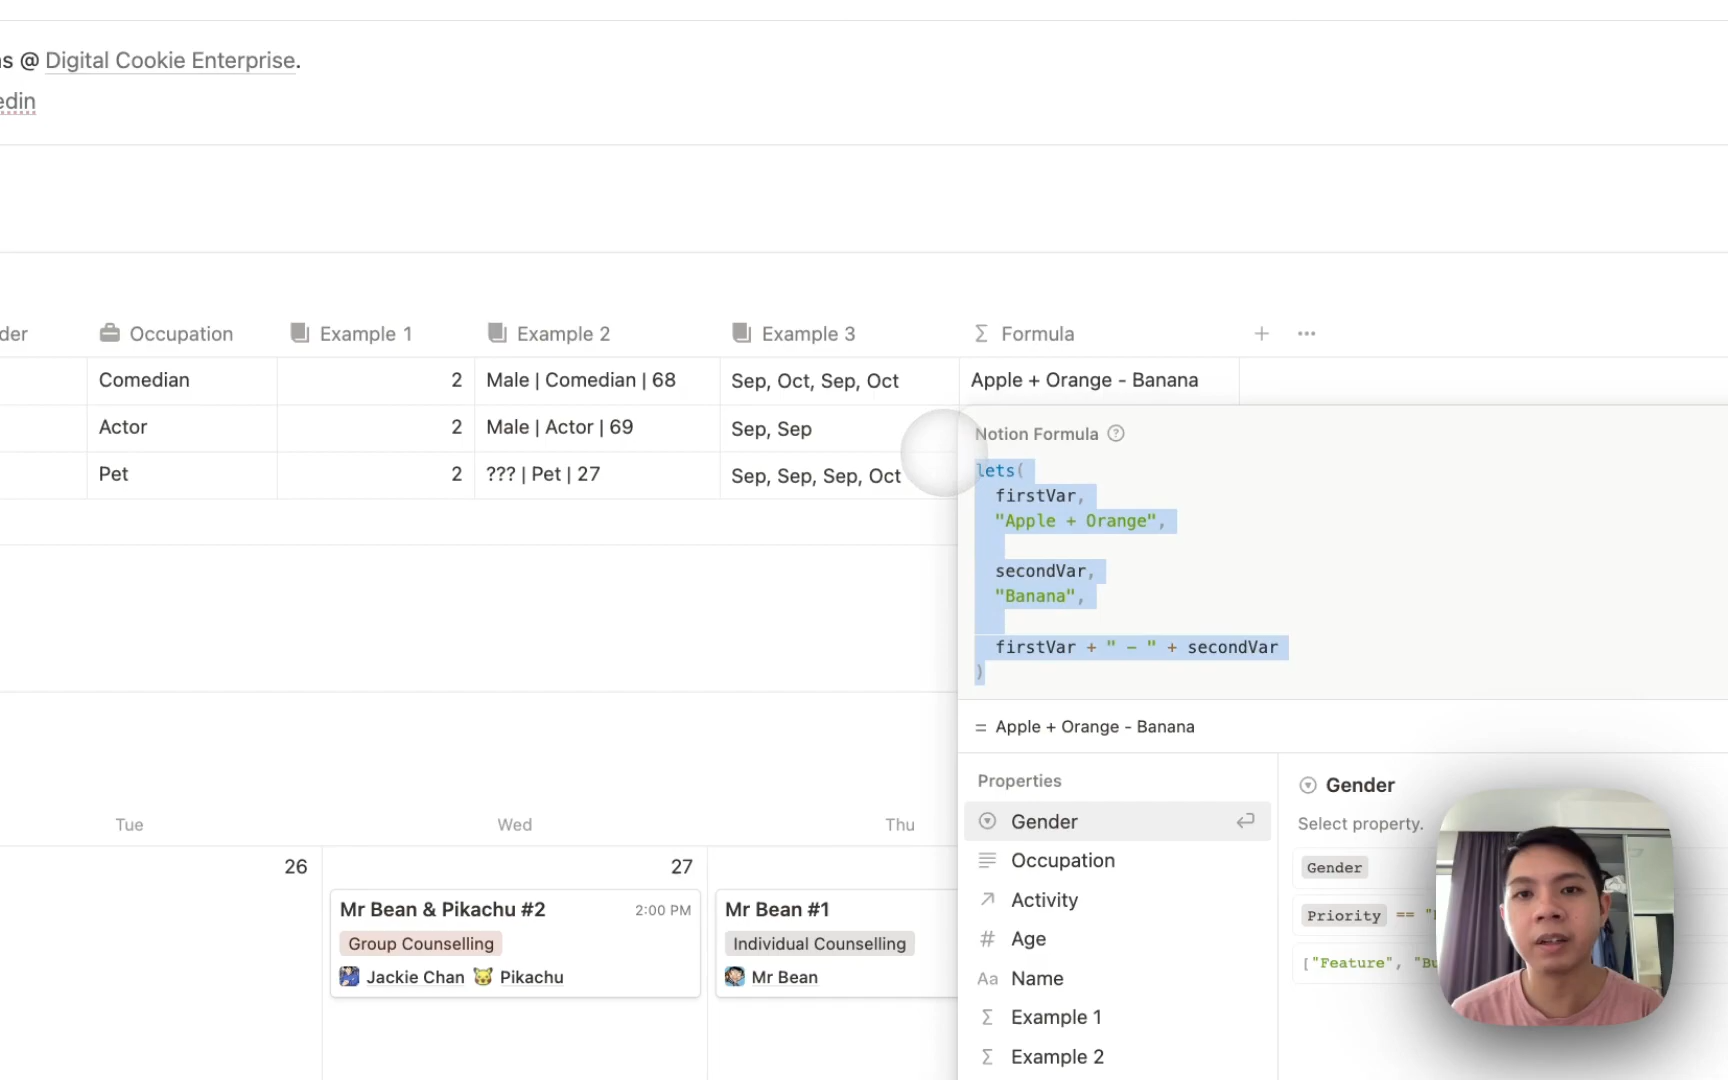 s @ Digital Cookie Enterprise.
edin
der Occupation Example 1 Example 2 Example 3 Σ Formula + •••
Comedian 2 Male | Comedian | 68 Sep, Oct, Sep, Oct Apple + Orange - Banana
Actor 2 Male | Actor | 69 Sep, Sep
Pet 2 ??? | Pet | 27 Sep, Sep, Sep, Oct
Notion Formula ?
lets(
firstVar,
"Apple + Orange",
secondVar,
"Banana",
firstVar + " - " + secondVar
)
= Apple + Orange - Banana
Properties
Gender
Occupation
Activity
# Age
Aa Name
Σ Example 1
Σ Example 2
Gender
Select property.
Gender
Priority == "
["Feature", "Bu
Tue Wed Thu
26 27
Mr Bean & Pikachu #2 2:00 PM
Group Counselling
Jackie Chan Pikachu
Mr Bean #1
Individual Counselling
Mr Bean